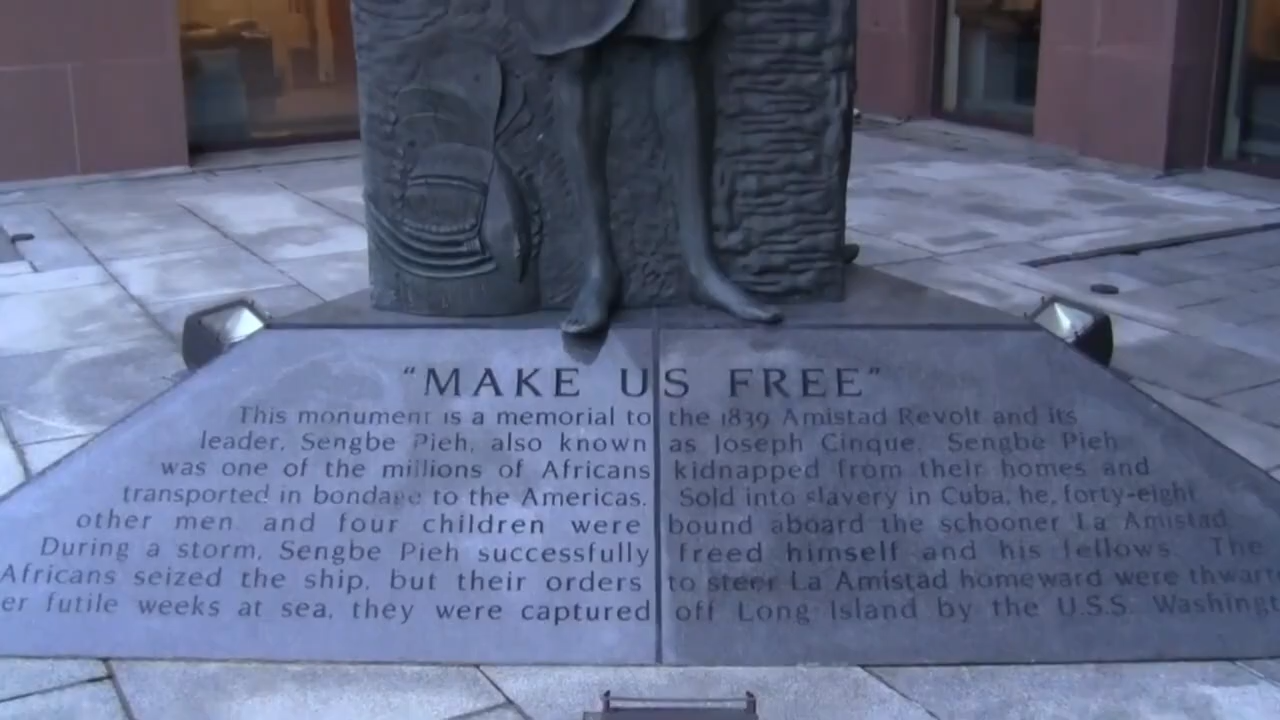 "MAKE US FREE"
This monument is a memorial to the 1839 Amistad Revolt and its
leader, Sengbe Pieh, also known as Joseph Cinque. Sengbe Pieh
was one of the millions of Africans kidnapped from their homes and
transported in bondage to the Americas. Sold into slavery in Cuba, he, forty-eight
other men and four children were bound aboard the schooner La Amistad.
During a storm, Sengbe Pieh successfully freed himself and his fellows. The
Africans seized the ship, but their orders to steer La Amistad homeward were thwart
er futile weeks at sea, they were captured off Long Island by the U.S.S. Washingt